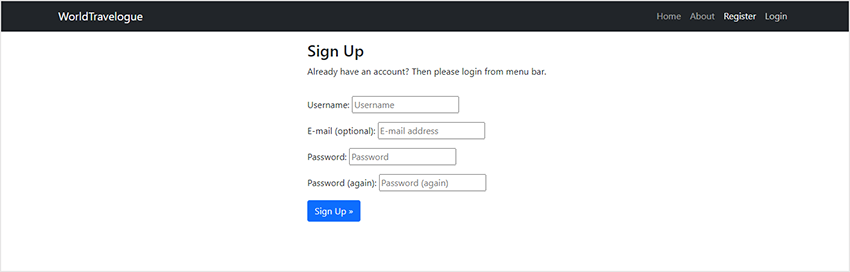 WorldTravelogue Home About Register Login
Sign Up
Already have an account? Then please login from menu bar.
Username: Username
E-mail (optional): E-mail address
Password: Password
Password (again): Password (again)
Sign Up »